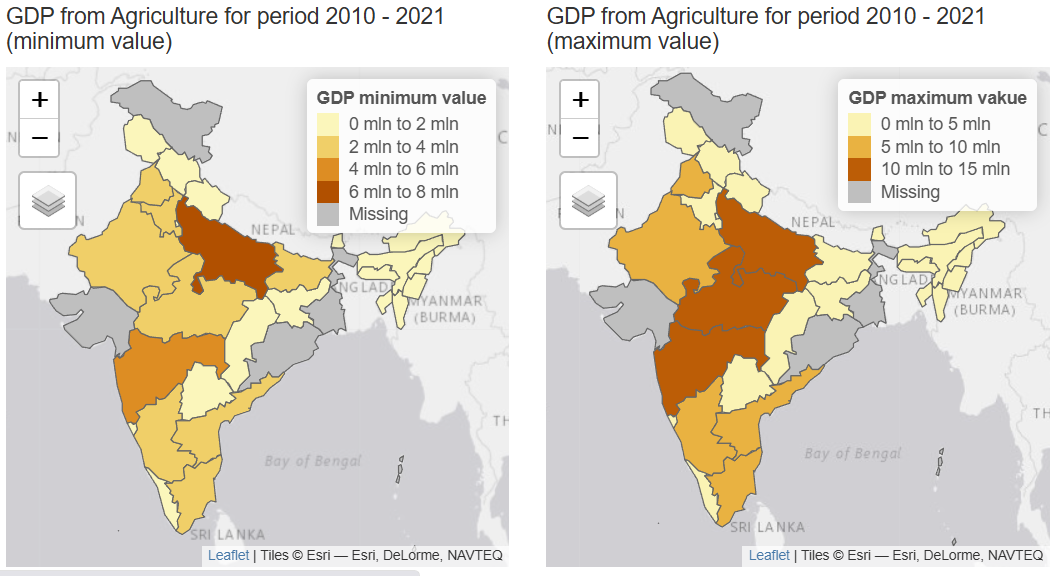 GDP from Agriculture for period 2010 - 2021
(minimum value)
+
−
GDP minimum value
0 mln to 2 mln
2 mln to 4 mln
4 mln to 6 mln
6 mln to 8 mln
Missing
NEPAL
NGLAD
MYANMAR
(BURMA)
TH
Bay of Bengal
SRI LANKA
Leaflet | Tiles © Esri — Esri, DeLorme, NAVTEQ
GDP from Agriculture for period 2010 - 2021
(maximum value)
+
−
GDP maximum vakue
0 mln to 5 mln
5 mln to 10 mln
10 mln to 15 mln
Missing
NEPAL
NGLAD
MYANMAR
(BURMA)
TH
Bay of Bengal
SRI LANKA
Leaflet | Tiles © Esri — Esri, DeLorme, NAVTEQ